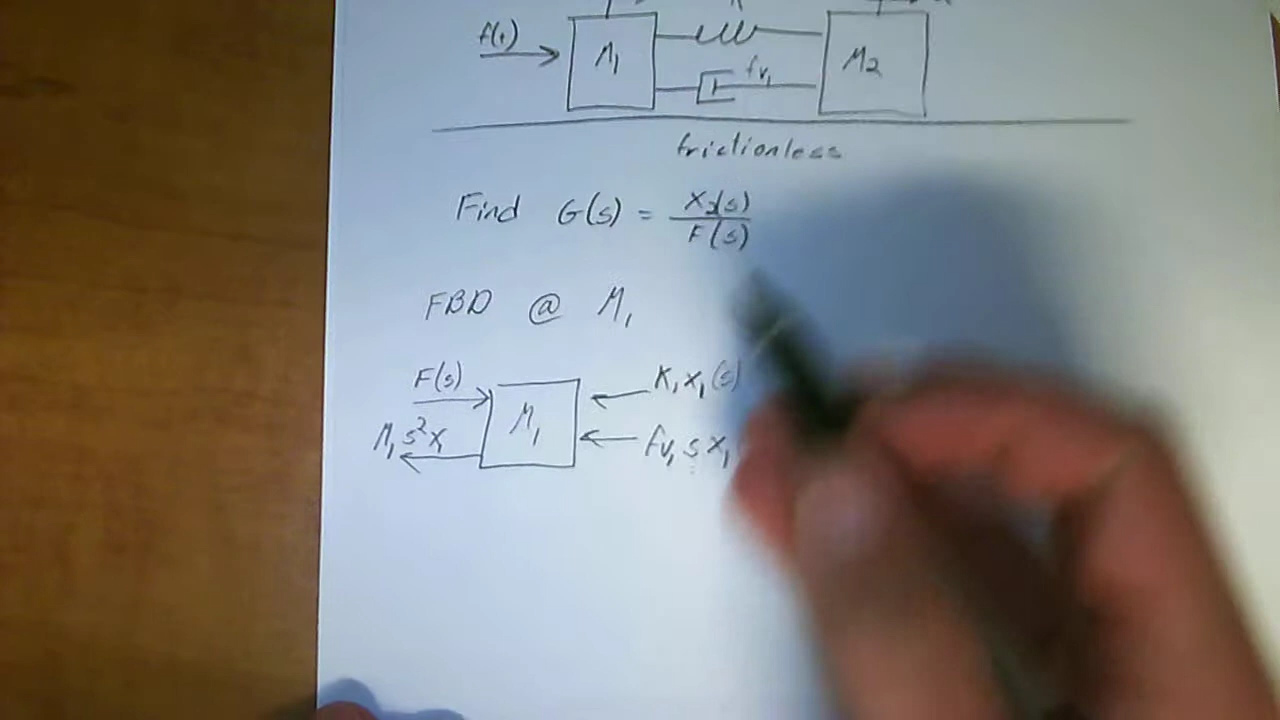 f(t)
M₁
fv₁
M₂
frictionless
Find G(s) = X₂(s) / F(s)
FBD @ M₁
F(s)
K₁x₁(s)
M₁
M₁s²x
fv₁sx₁